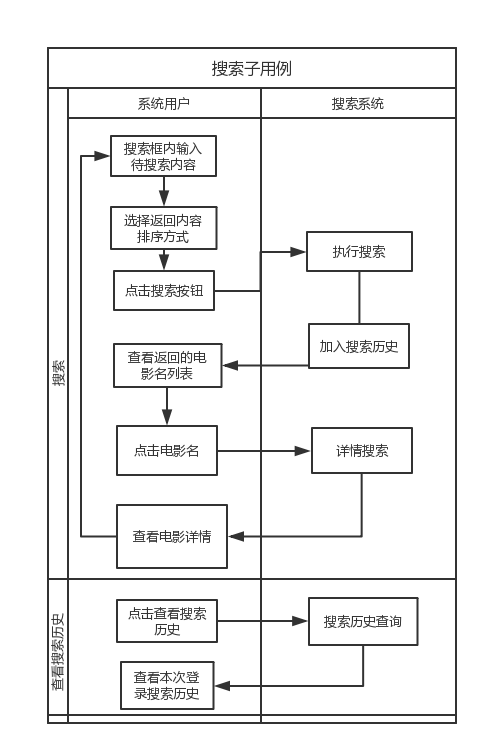 搜索子用例
系统用户
搜索系统
搜索
搜索框内输入
待搜索内容
选择返回内容
排序方式
点击搜索按钮
执行搜索
加入搜索历史
查看返回的电
影名列表
点击电影名
详情搜索
查看电影详情
查看搜索历史
点击查看搜索
历史
搜索历史查询
查看本次登
录搜索历史